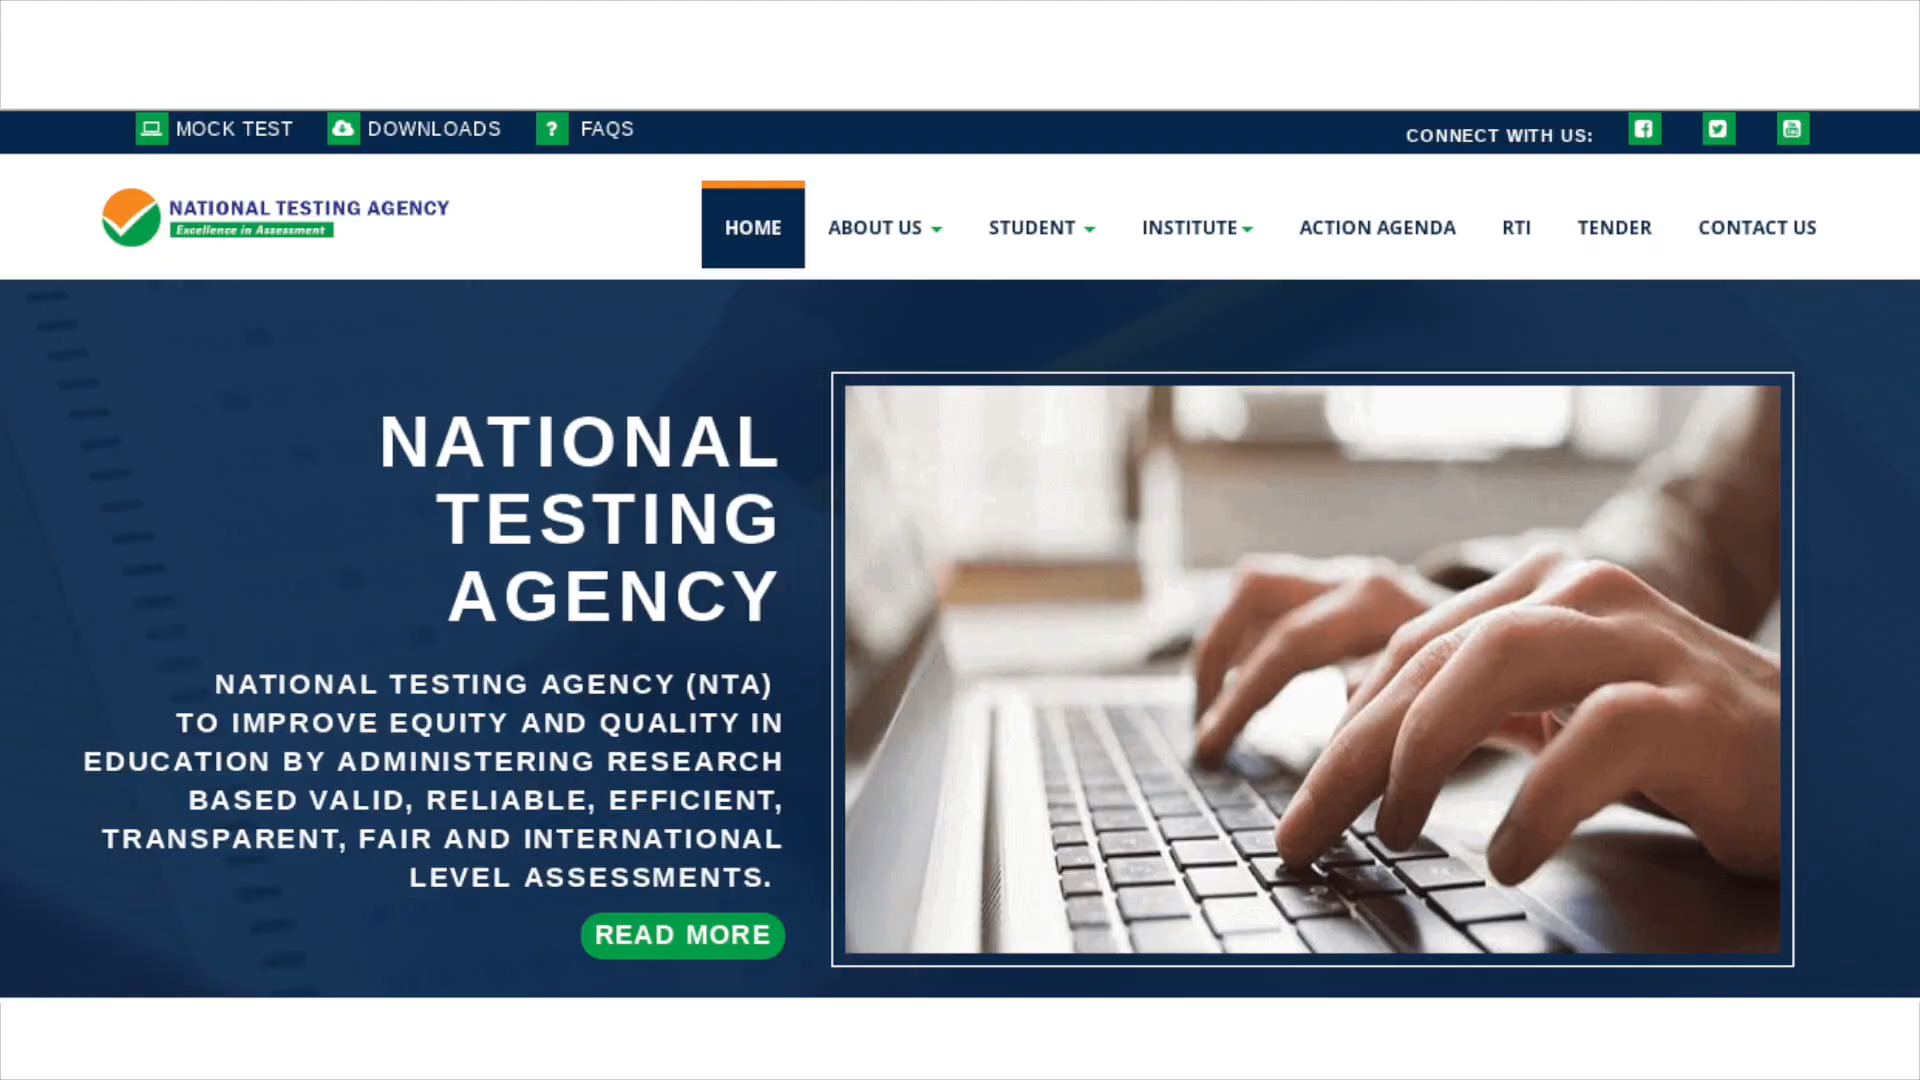 MOCK TEST DOWNLOADS ? FAQS CONNECT WITH US:
NATIONAL TESTING AGENCY
Excellence in Assessment
HOME ABOUT US STUDENT INSTITUTE ACTION AGENDA RTI TENDER CONTACT US
NATIONAL
TESTING
AGENCY
NATIONAL TESTING AGENCY (NTA)
TO IMPROVE EQUITY AND QUALITY IN
EDUCATION BY ADMINISTERING RESEARCH
BASED VALID, RELIABLE, EFFICIENT,
TRANSPARENT, FAIR AND INTERNATIONAL
LEVEL ASSESSMENTS.
READ MORE